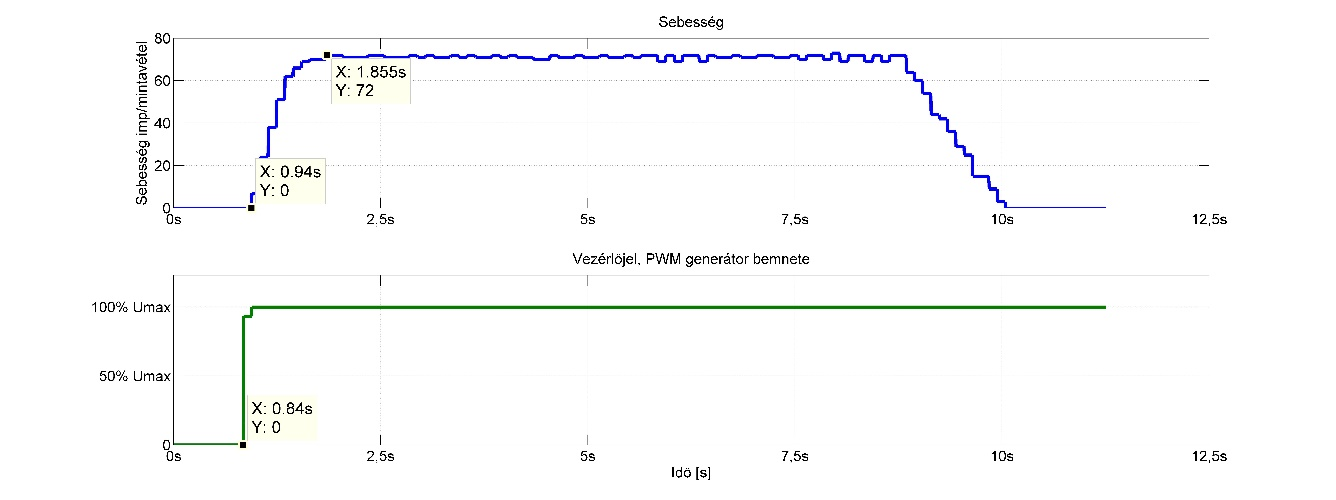 Sebesség
Sebesség imp/mintavétel
80
60
40
20
0
X: 1.855s
Y: 72
X: 0.94s
Y: 0
0s
2,5s
5s
7,5s
10s
12,5s
Vezérlőjel, PWM generátor bemnete
100% Umax
50% Umax
0
X: 0.84s
Y: 0
0s
2,5s
5s
7,5s
10s
12,5s
Idő [s]